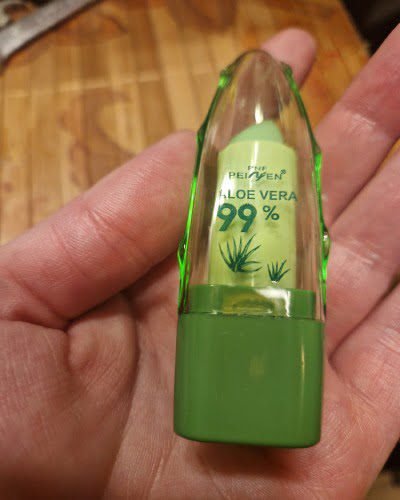 PNF
PEIYEN®
ALOE VERA
99%